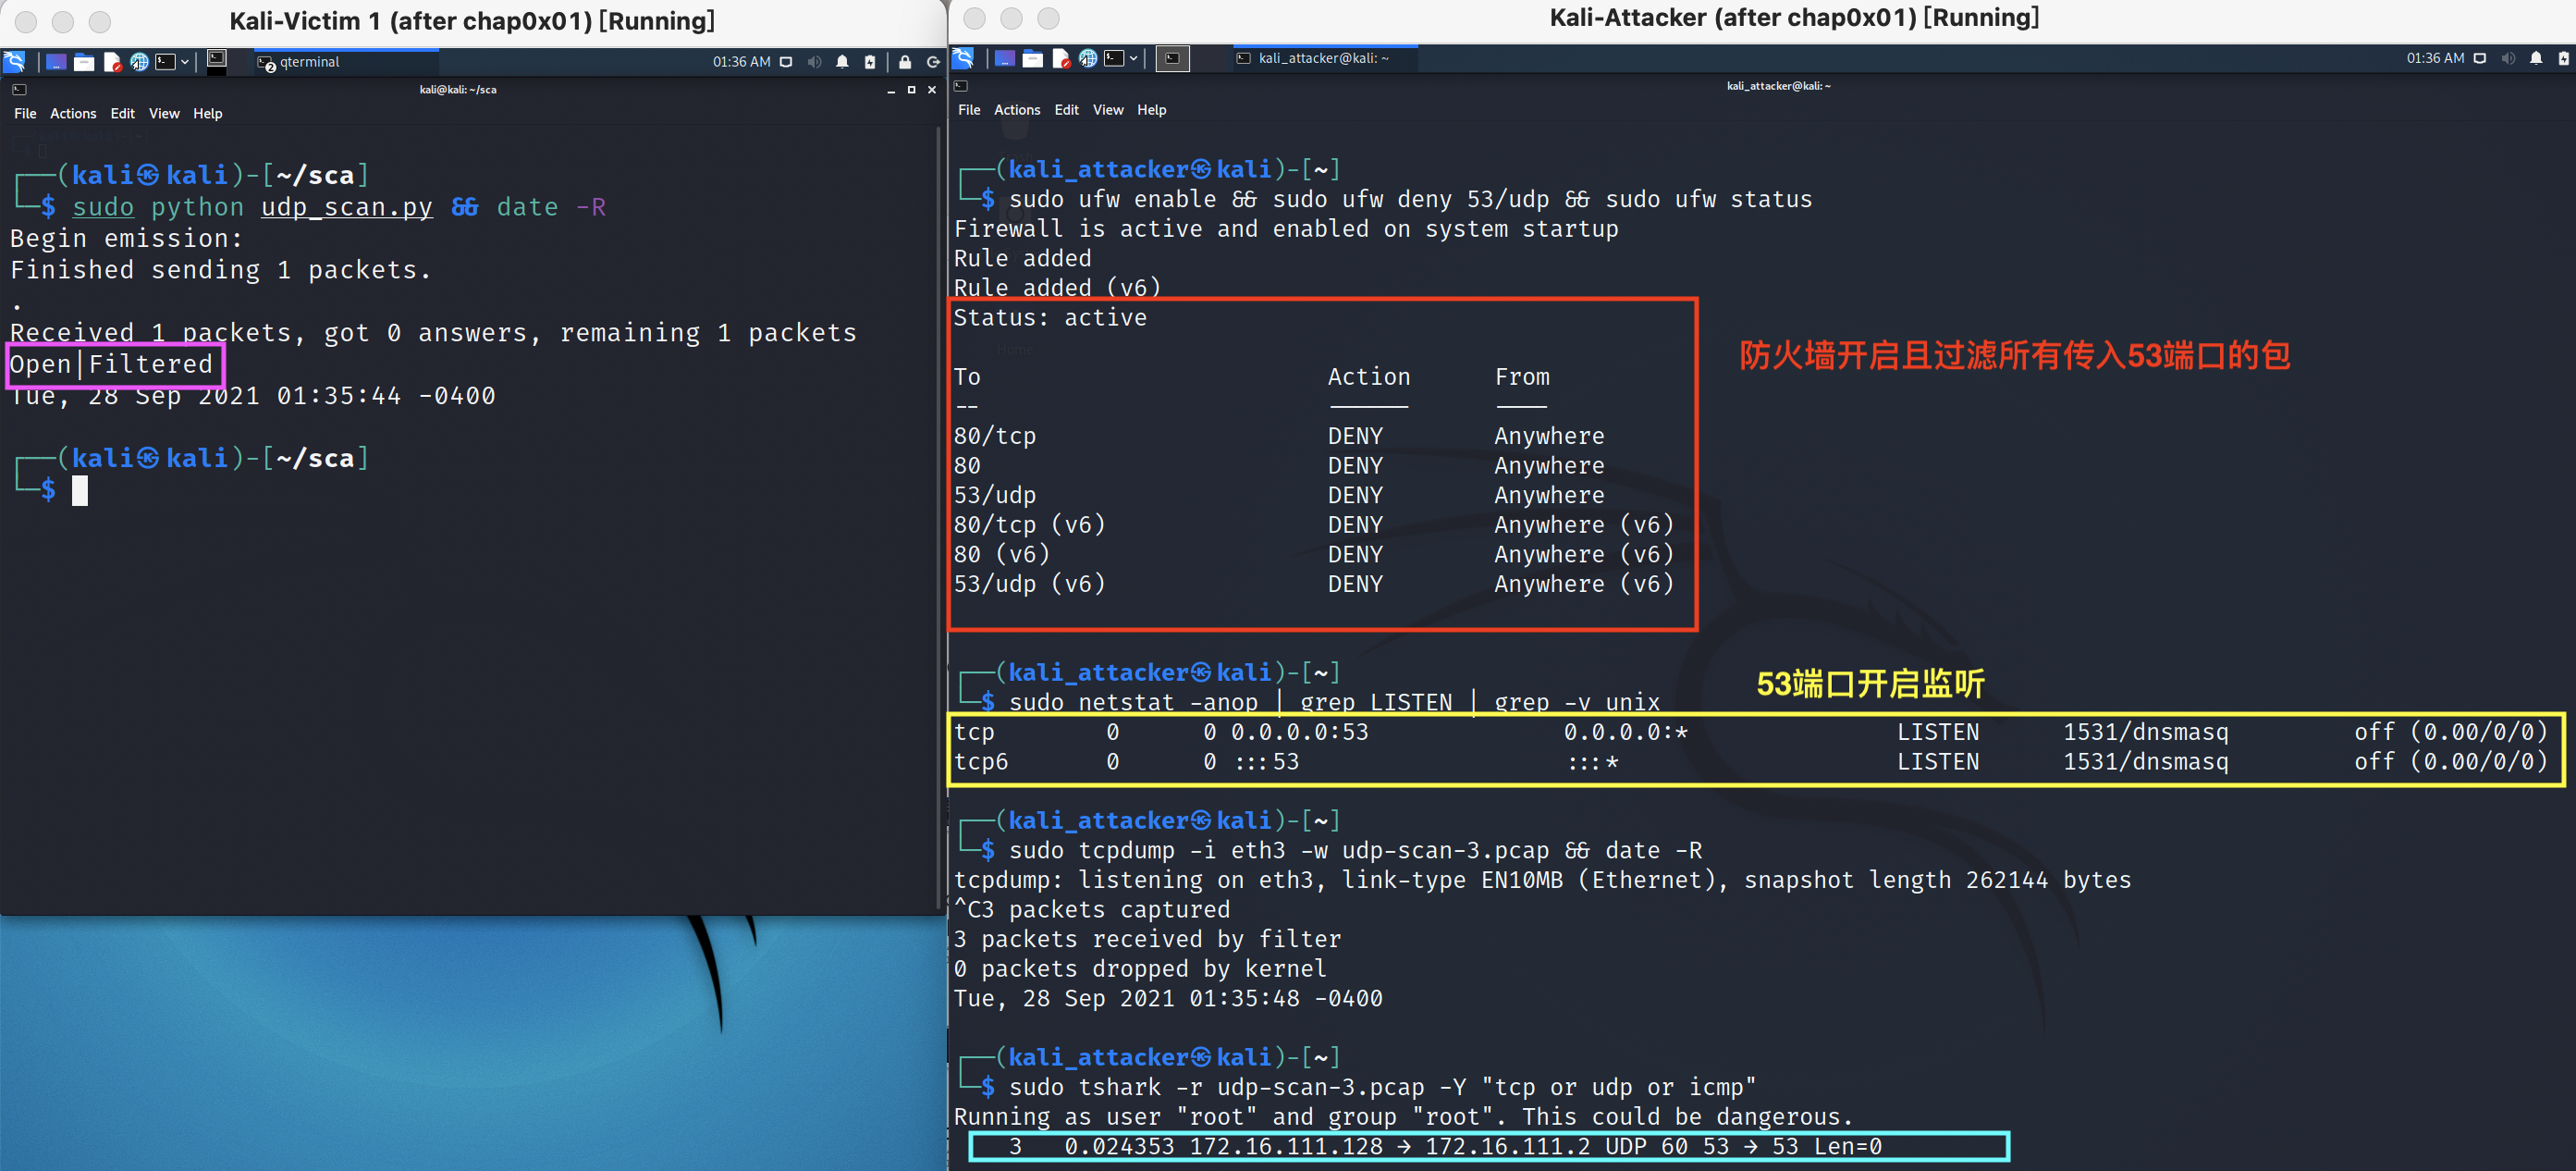 Kali-Victim 1 (after chap0x01) [Running]
qterminal
01:36 AM
kali@kali: ~/sca
File Actions Edit View Help
(kali㉿kali)-[~/sca]
$ sudo python udp_scan.py && date -R
Begin emission:
Finished sending 1 packets.
.
Received 1 packets, got 0 answers, remaining 1 packets
Open|Filtered
Tue, 28 Sep 2021 01:35:44 -0400
(kali㉿kali)-[~/sca]
$
Kali-Attacker (after chap0x01) [Running]
kali_attacker@kali: ~
01:36 AM
kali_attacker@kali: ~
File Actions Edit View Help
(kali_attacker㉿kali)-[~]
$ sudo ufw enable && sudo ufw deny 53/udp && sudo ufw status
Firewall is active and enabled on system startup
Rule added
Rule added (v6)
Status: active
防火墙开启且过滤所有传入53端口的包
To Action From
-- ------ ----
80/tcp DENY Anywhere
80 DENY Anywhere
53/udp DENY Anywhere
80/tcp (v6) DENY Anywhere (v6)
80 (v6) DENY Anywhere (v6)
53/udp (v6) DENY Anywhere (v6)
(kali_attacker㉿kali)-[~]
53端口开启监听
$ sudo netstat -anop | grep LISTEN | grep -v unix
tcp 0 0 0.0.0.0:53 0.0.0.0:* LISTEN 1531/dnsmasq off (0.00/0/0)
tcp6 0 0 :::53 :::* LISTEN 1531/dnsmasq off (0.00/0/0)
(kali_attacker㉿kali)-[~]
$ sudo tcpdump -i eth3 -w udp-scan-3.pcap && date -R
tcpdump: listening on eth3, link-type EN10MB (Ethernet), snapshot length 262144 bytes
^C3 packets captured
3 packets received by filter
0 packets dropped by kernel
Tue, 28 Sep 2021 01:35:48 -0400
(kali_attacker㉿kali)-[~]
$ sudo tshark -r udp-scan-3.pcap -Y "tcp or udp or icmp"
Running as user "root" and group "root". This could be dangerous.
3 0.024353 172.16.111.128 → 172.16.111.2 UDP 60 53 → 53 Len=0